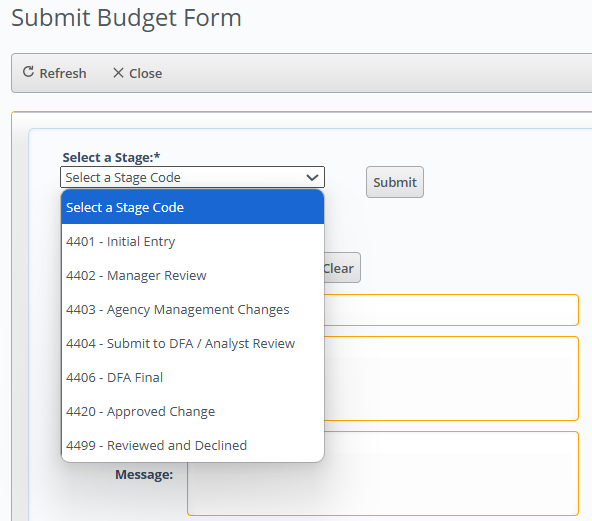 Submit Budget Form
Refresh Close
Select a Stage:*
Select a Stage Code
Submit
Select a Stage Code
4401 - Initial Entry
4402 - Manager Review
Clear
4403 - Agency Management Changes
4404 - Submit to DFA / Analyst Review
4406 - DFA Final
4420 - Approved Change
4499 - Reviewed and Declined
Message: